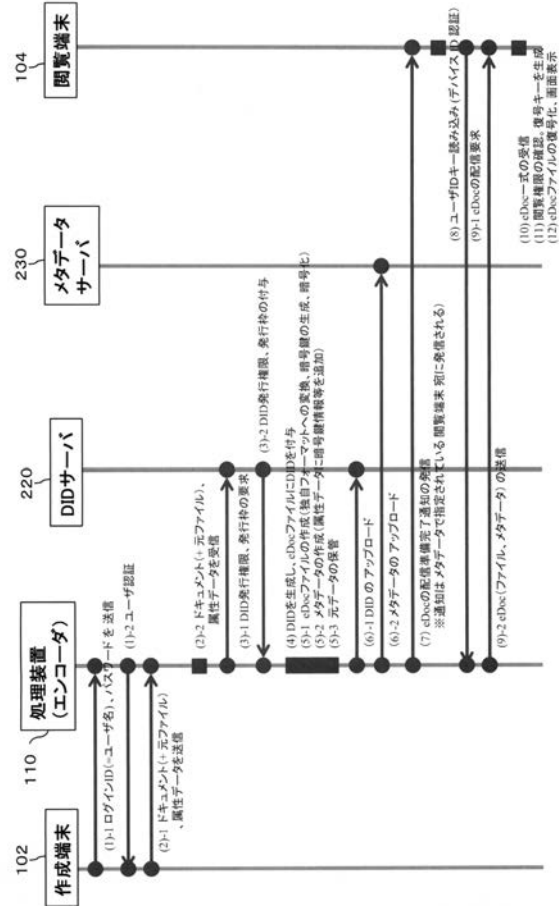 102
作成端末
110
処理装置
(エンコーダ)
220
DIDサーバ
230
メタデータ
サーバ
104
閲覧端末
(1)-1 ログインID(=ユーザ名)、パスワード を 送信
(1)-2 ユーザ認証
(2)-1 ドキュメント(+ 元ファイル)
、属性データを送信
(2)-2 ドキュメント(+ 元ファイル)、
属性データを受信
(3)-1 DID発行権限、発行枠の要求
(3)-2 DID発行権限、発行枠の付与
(4) DIDを生成し、eDocファイルにDIDを付与
(5)-1 eDocファイルの作成(独自フォーマットへの変換、暗号鍵の生成、暗号化)
(5)-2 メタデータの作成(属性データに暗号鍵情報等を追加)
(5)-3 元データの保管
(6)-1 DID の アップロード
(6)-2 メタデータの アップロード
(7) eDocの配信準備完了通知の発信
※通知は メタデータで指定されている 閲覧端末 宛に発信される)
(8) ユーザIDキー読み込み (デバイス ID 認証)
(9)-1 eDocの配信要求
(9)-2 eDoc (ファイル、メタデータ) の送信
(10) eDoc一式の受信
(11) 閲覧権限の確認。復号キーを生成
(12) eDocファイルの復号化、画面表示